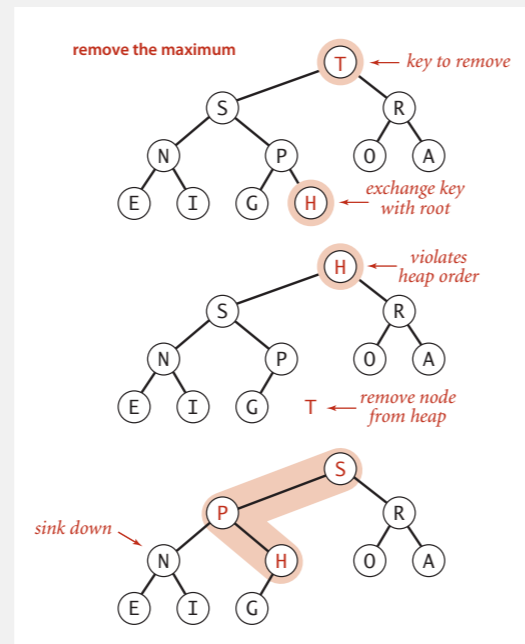 remove the maximum
T
key to remove
S
R
N
P
O
A
E
I
G
H
exchange key
with root
H
violates
heap order
S
R
N
P
O
A
E
I
G
T
remove node
from heap
S
P
R
sink down
N
H
O
A
E
I
G